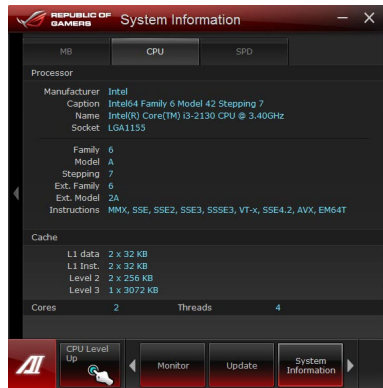 REPUBLIC OF
GAMERS
System Information
MB CPU SPD
Processor
Manufacturer Intel
Caption Intel64 Family 6 Model 42 Stepping 7
Name Intel(R) Core(TM) i3-2130 CPU @ 3.40GHz
Socket LGA1155
Family 6
Model A
Stepping 7
Ext. Family 6
Ext. Model 2A
Instructions MMX, SSE, SSE2, SSE3, SSSE3, VT-x, SSE4.2, AVX, EM64T
Cache
L1 data 2 x 32 KB
L1 Inst. 2 x 32 KB
Level 2 2 x 256 KB
Level 3 1 x 3072 KB
Cores 2 Threads 4
CPU Level
Up
Monitor
Update
System
Information